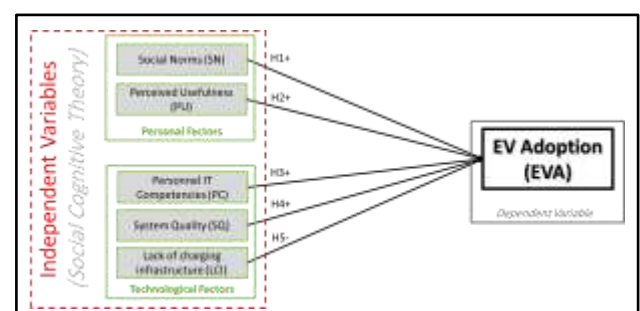 Independent Variables
(Social Cognitive Theory)
Social Norms (SN)
Perceived Usefulness
(PU)
Personal Factors
Personnel IT
Competencies (PC)
System Quality (SQ)
Lack of charging
infrastructure (LCI)
Technological Factors
H1+
H2+
H3+
H4+
H5-
EV Adoption
(EVA)
Dependent Variable